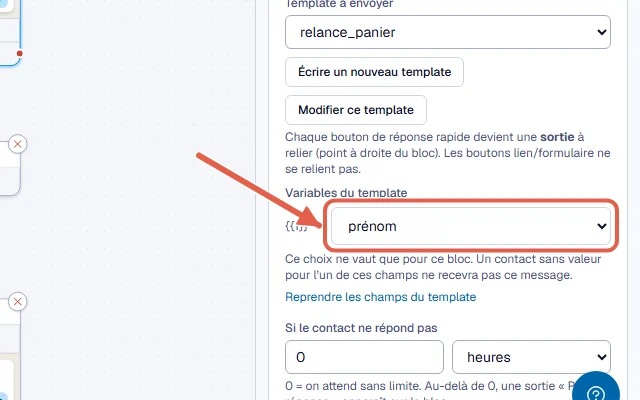 Template à envoyer
relance_panier
Écrire un nouveau template
Modifier ce template
Chaque bouton de réponse rapide devient une sortie à
relier (point à droite du bloc). Les boutons lien/formulaire ne
se relient pas.
Variables du template
prénom
Ce choix ne vaut que pour ce bloc. Un contact sans valeur
pour l'un de ces champs ne recevra pas ce message.
Reprendre les champs du template
Si le contact ne répond pas
0 heures
0 = on attend sans limite. Au-delà de 0, une sortie «